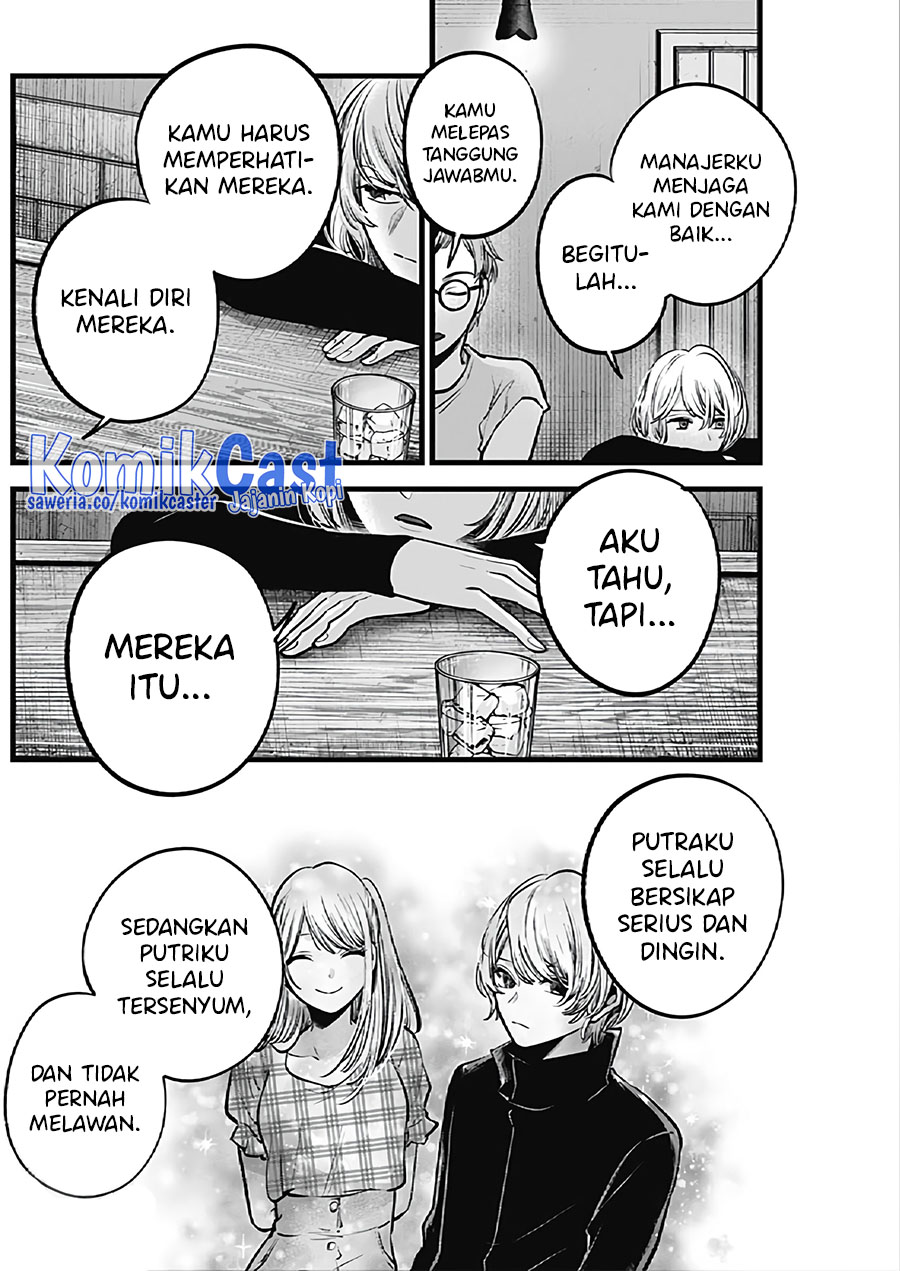 MANAJERKU
MENJAGA
KAMI DENGAN
BAIK...
BEGITU-
LAH...
KAMU
MELEPAS
TANGGUNG
JAWABMU.
KAMU HARUS
MEMPERHATI-
KAN MEREKA.
KENALI DIRI
MEREKA.
KomikCast
saweria.co/komikcaster Jajanin Kopi
AKU
TAHU,
TAPI...
MEREKA
ITU...
PUTRAKU
SELALU
BERSIKAP
SERIUS DAN
DINGIN.
SEDANGKAN
PUTRIKU
SELALU
TERSENYUM,
DAN TIDAK
PERNAH
MELAWAN.